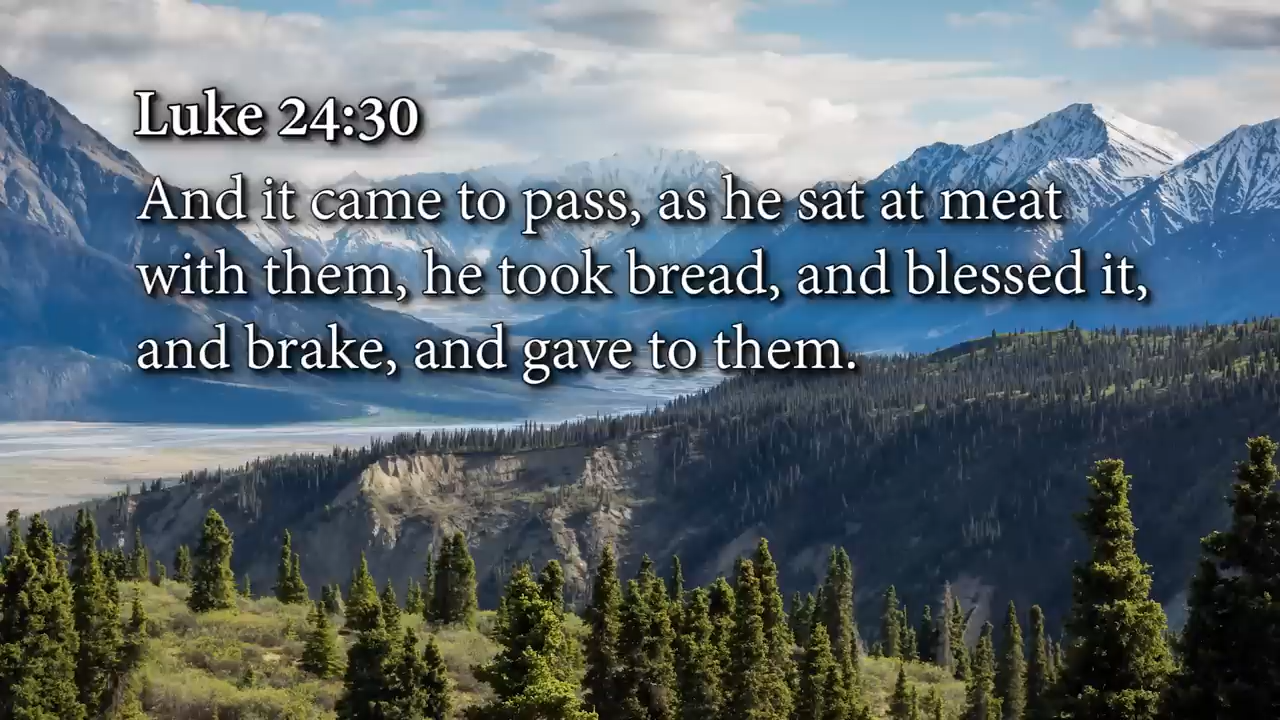 Luke 24:30
And it came to pass, as he sat at meat
with them, he took bread, and blessed it,
and brake, and gave to them.